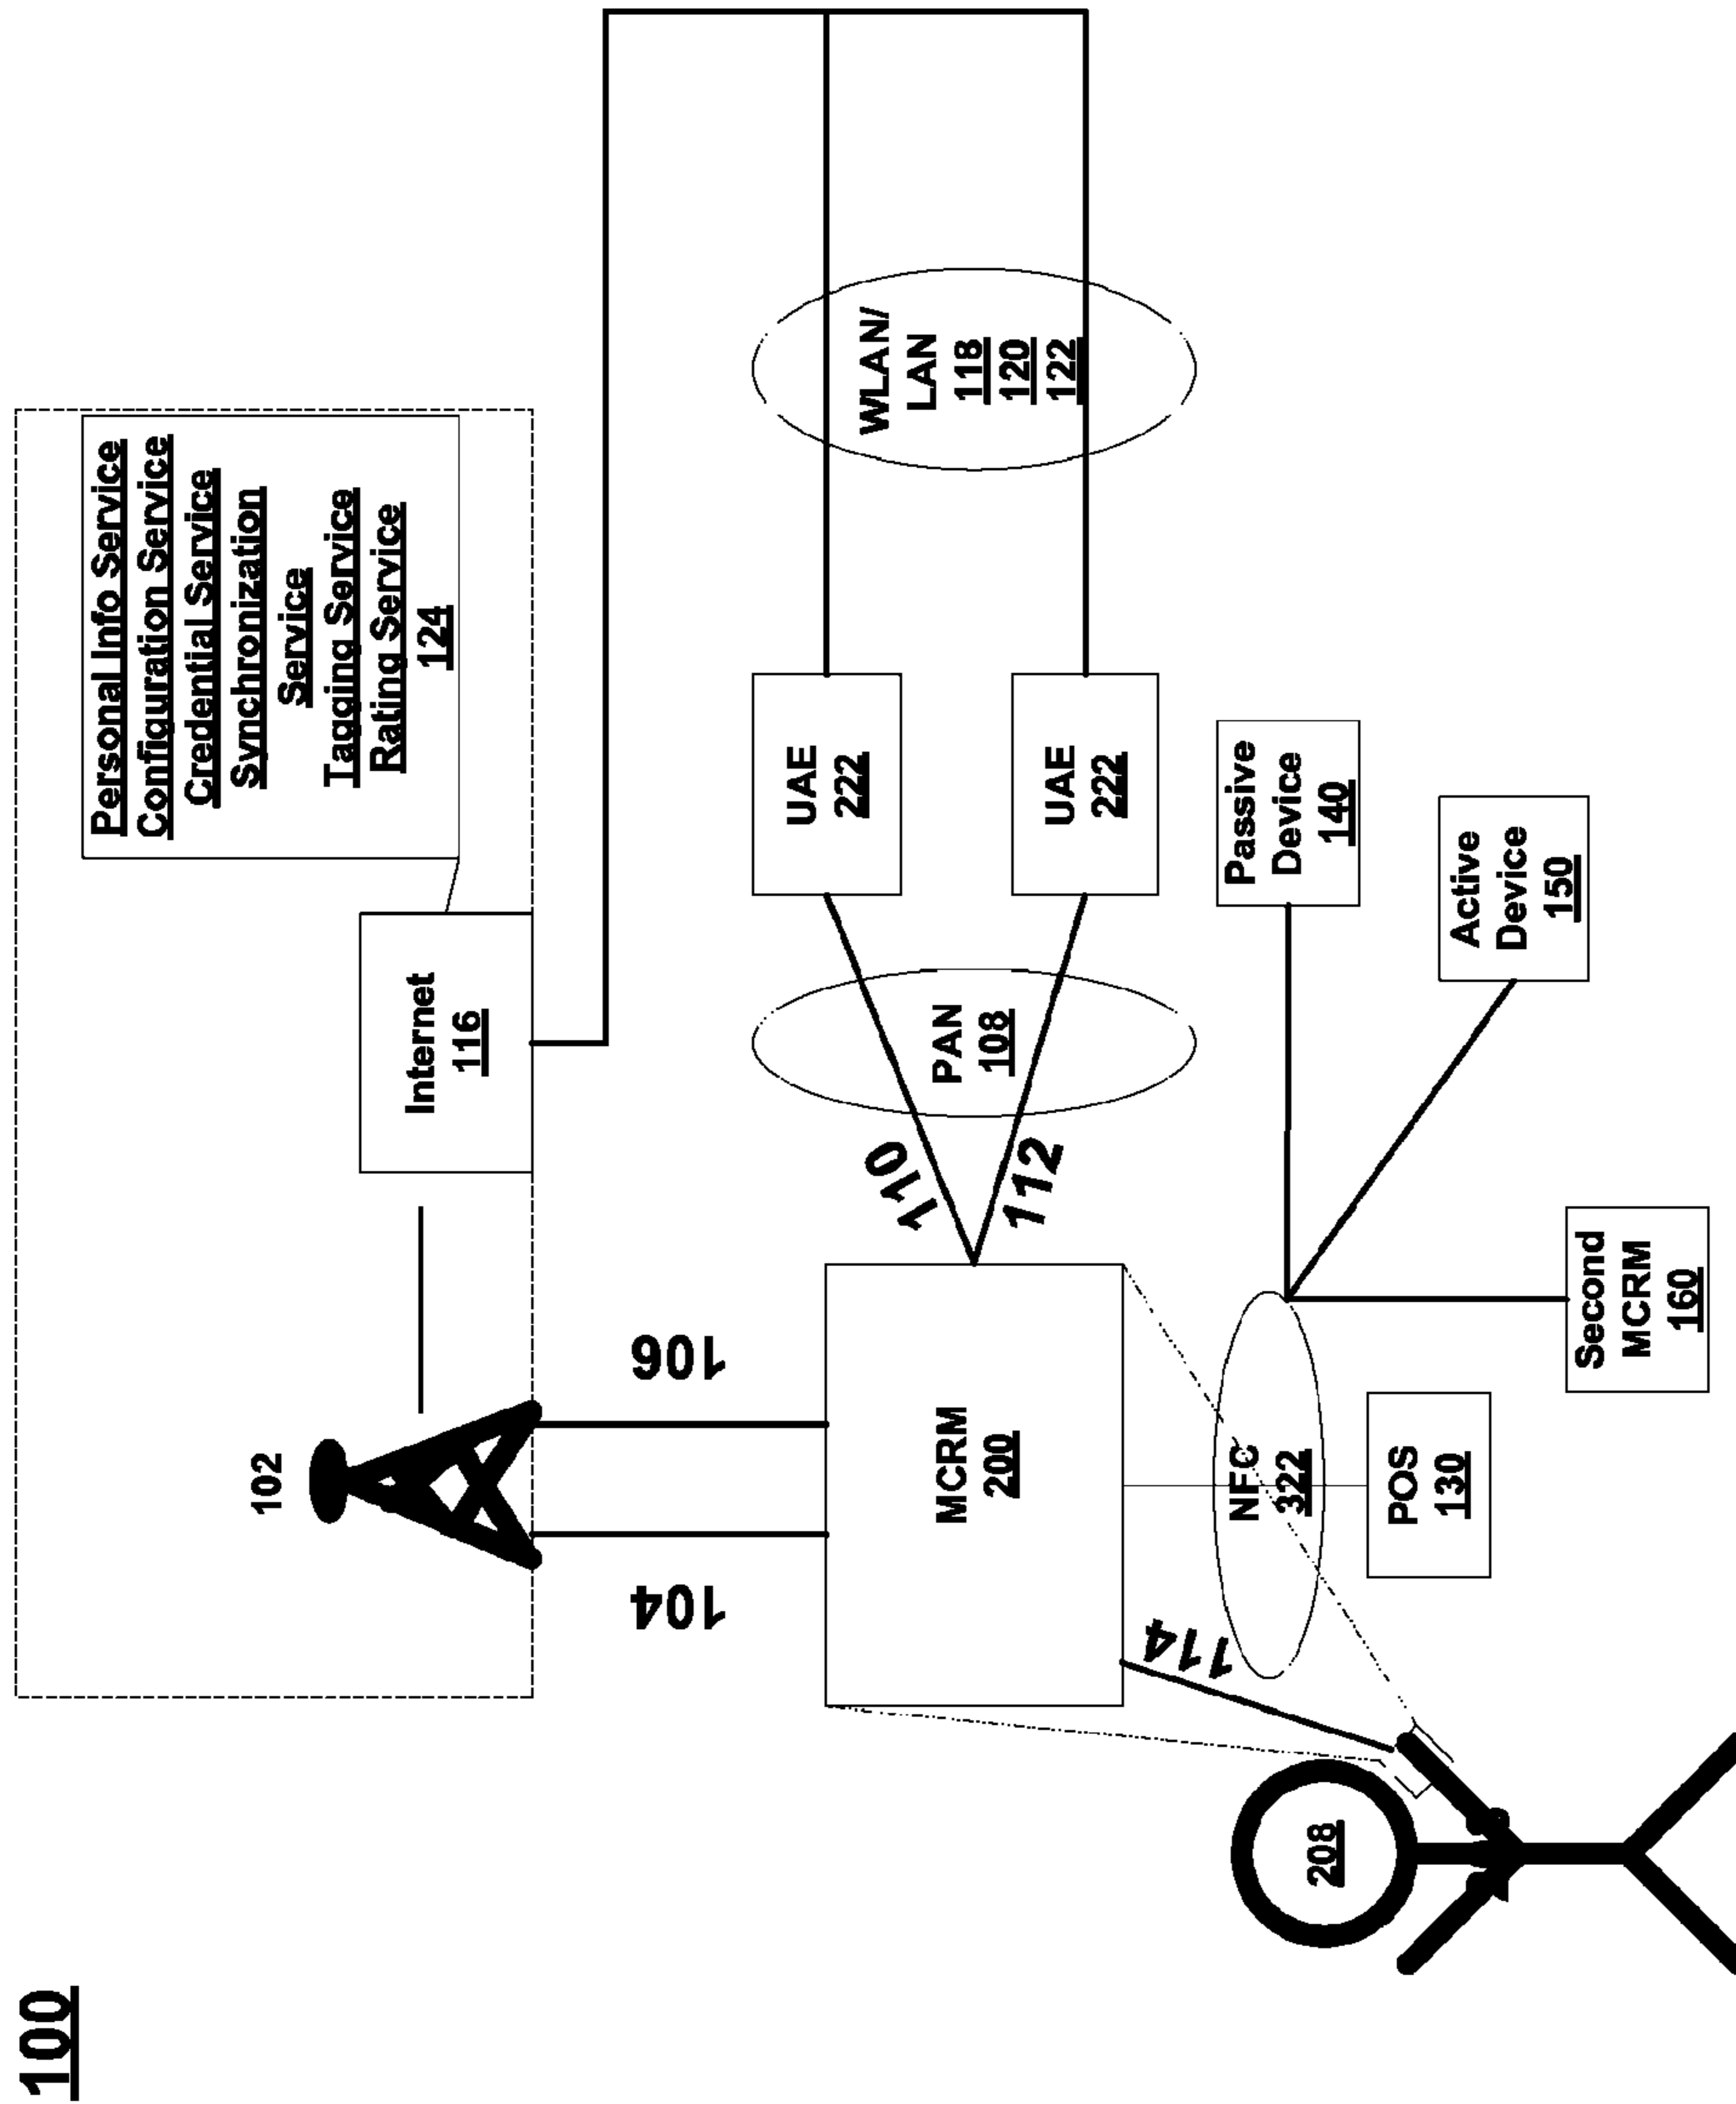 100
102
Personal Info Service
Configuration Service
Credential Service
Synchronization
Service
Tagging Service
Rating Service
124
Internet
116
104
106
MCRM
200
110
112
PAN
108
UAE
222
UAE
222
WLAN/
LAN
118
120
122
114
NFC
322
POS
130
Second
MCRM
160
Passive
Device
140
Active
Device
150
208